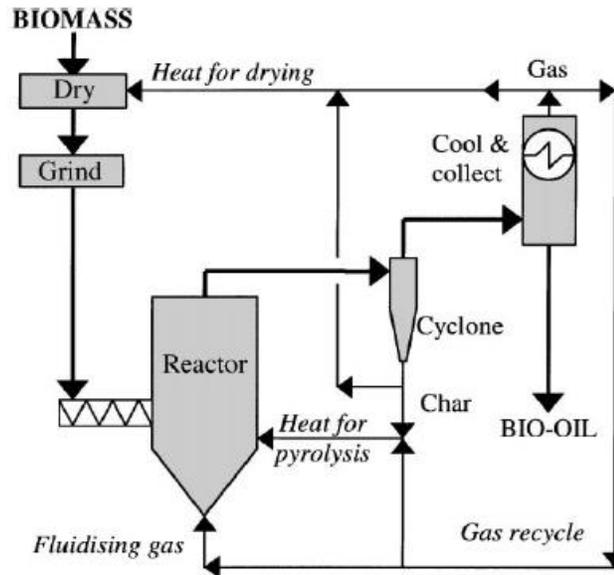 BIOMASS
Heat for drying
Gas
Dry
Cool &
collect
Grind
Cyclone
Reactor
Char
Heat for
pyrolysis
BIO-OIL
Fluidising gas
Gas recycle